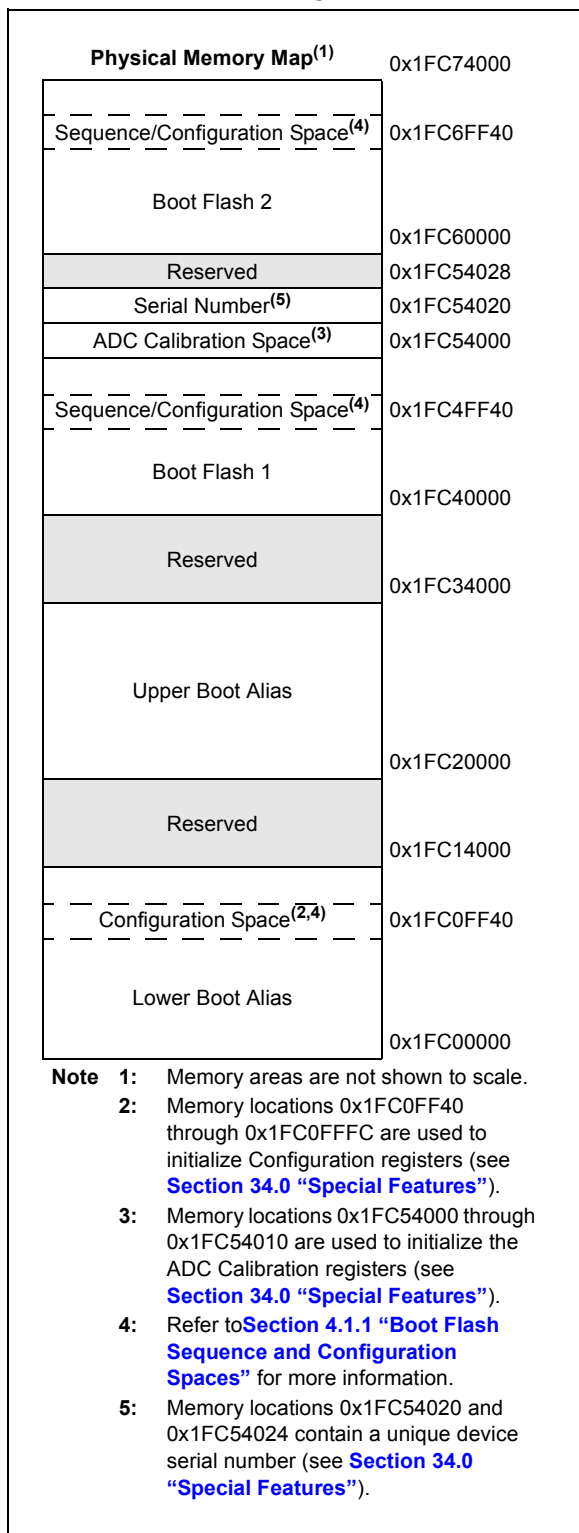 Physical Memory Map(1)
0x1FC74000
Sequence/Configuration Space(4) 0x1FC6FF40
Boot Flash 2
0x1FC60000
Reserved 0x1FC54028
Serial Number(5) 0x1FC54020
ADC Calibration Space(3) 0x1FC54000
Sequence/Configuration Space(4) 0x1FC4FF40
Boot Flash 1
0x1FC40000
Reserved
0x1FC34000
Upper Boot Alias
0x1FC20000
Reserved
0x1FC14000
Configuration Space(2,4) 0x1FC0FF40
Lower Boot Alias
0x1FC00000
Note 1: Memory areas are not shown to scale.
2: Memory locations 0x1FC0FF40
through 0x1FC0FFFC are used to
initialize Configuration registers (see
Section 34.0 “Special Features”).
3: Memory locations 0x1FC54000 through
0x1FC54010 are used to initialize the
ADC Calibration registers (see
Section 34.0 “Special Features”).
4: Refer toSection 4.1.1 “Boot Flash
Sequence and Configuration
Spaces” for more information.
5: Memory locations 0x1FC54020 and
0x1FC54024 contain a unique device
serial number (see Section 34.0
“Special Features”).